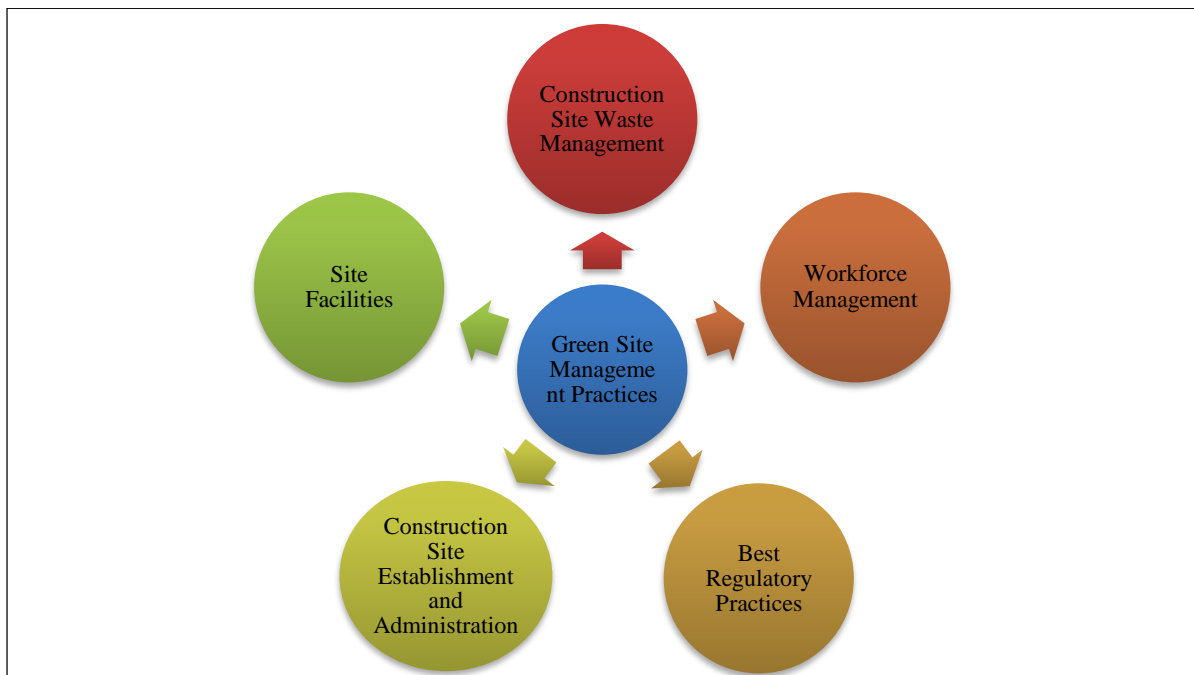 Construction
Site Waste
Management
Site
Facilities
Workforce
Management
Green Site
Manageme
nt Practices
Construction
Site
Establishment
and
Administration
Best
Regulatory
Practices